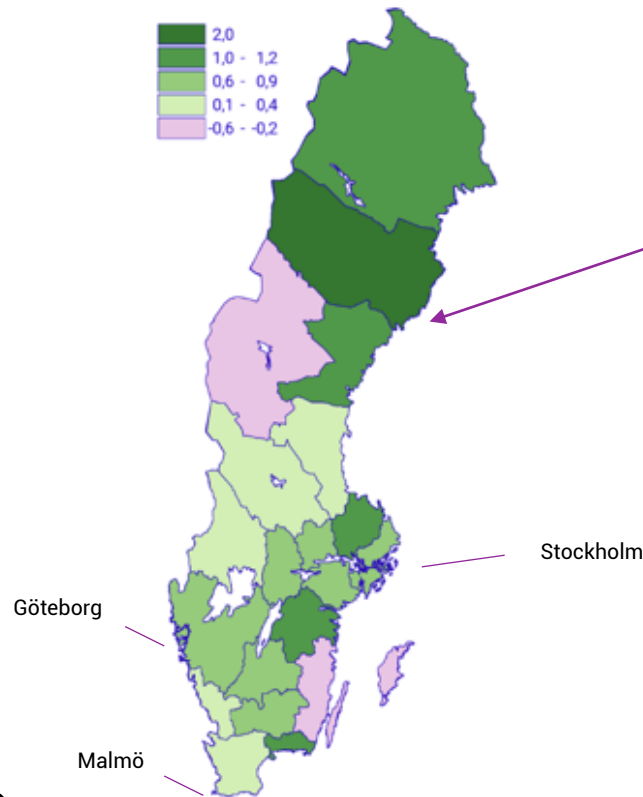 2,0
1,0 - 1,2
0,6 - 0,9
0,1 - 0,4
-0,6 - -0,2
Stockholm
Göteborg
Malmö